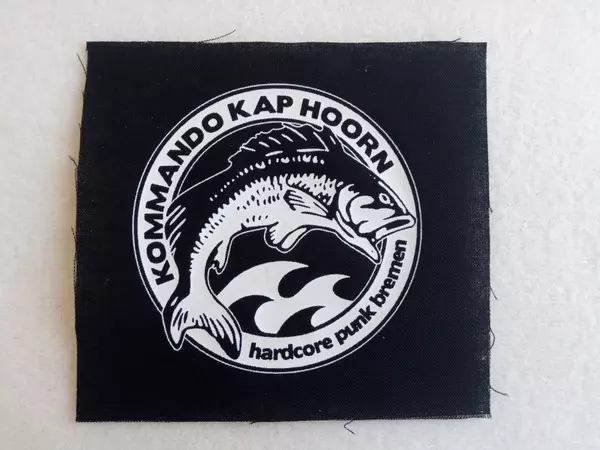 KOMMANDO KAP HOORN
hardcore punk bremen